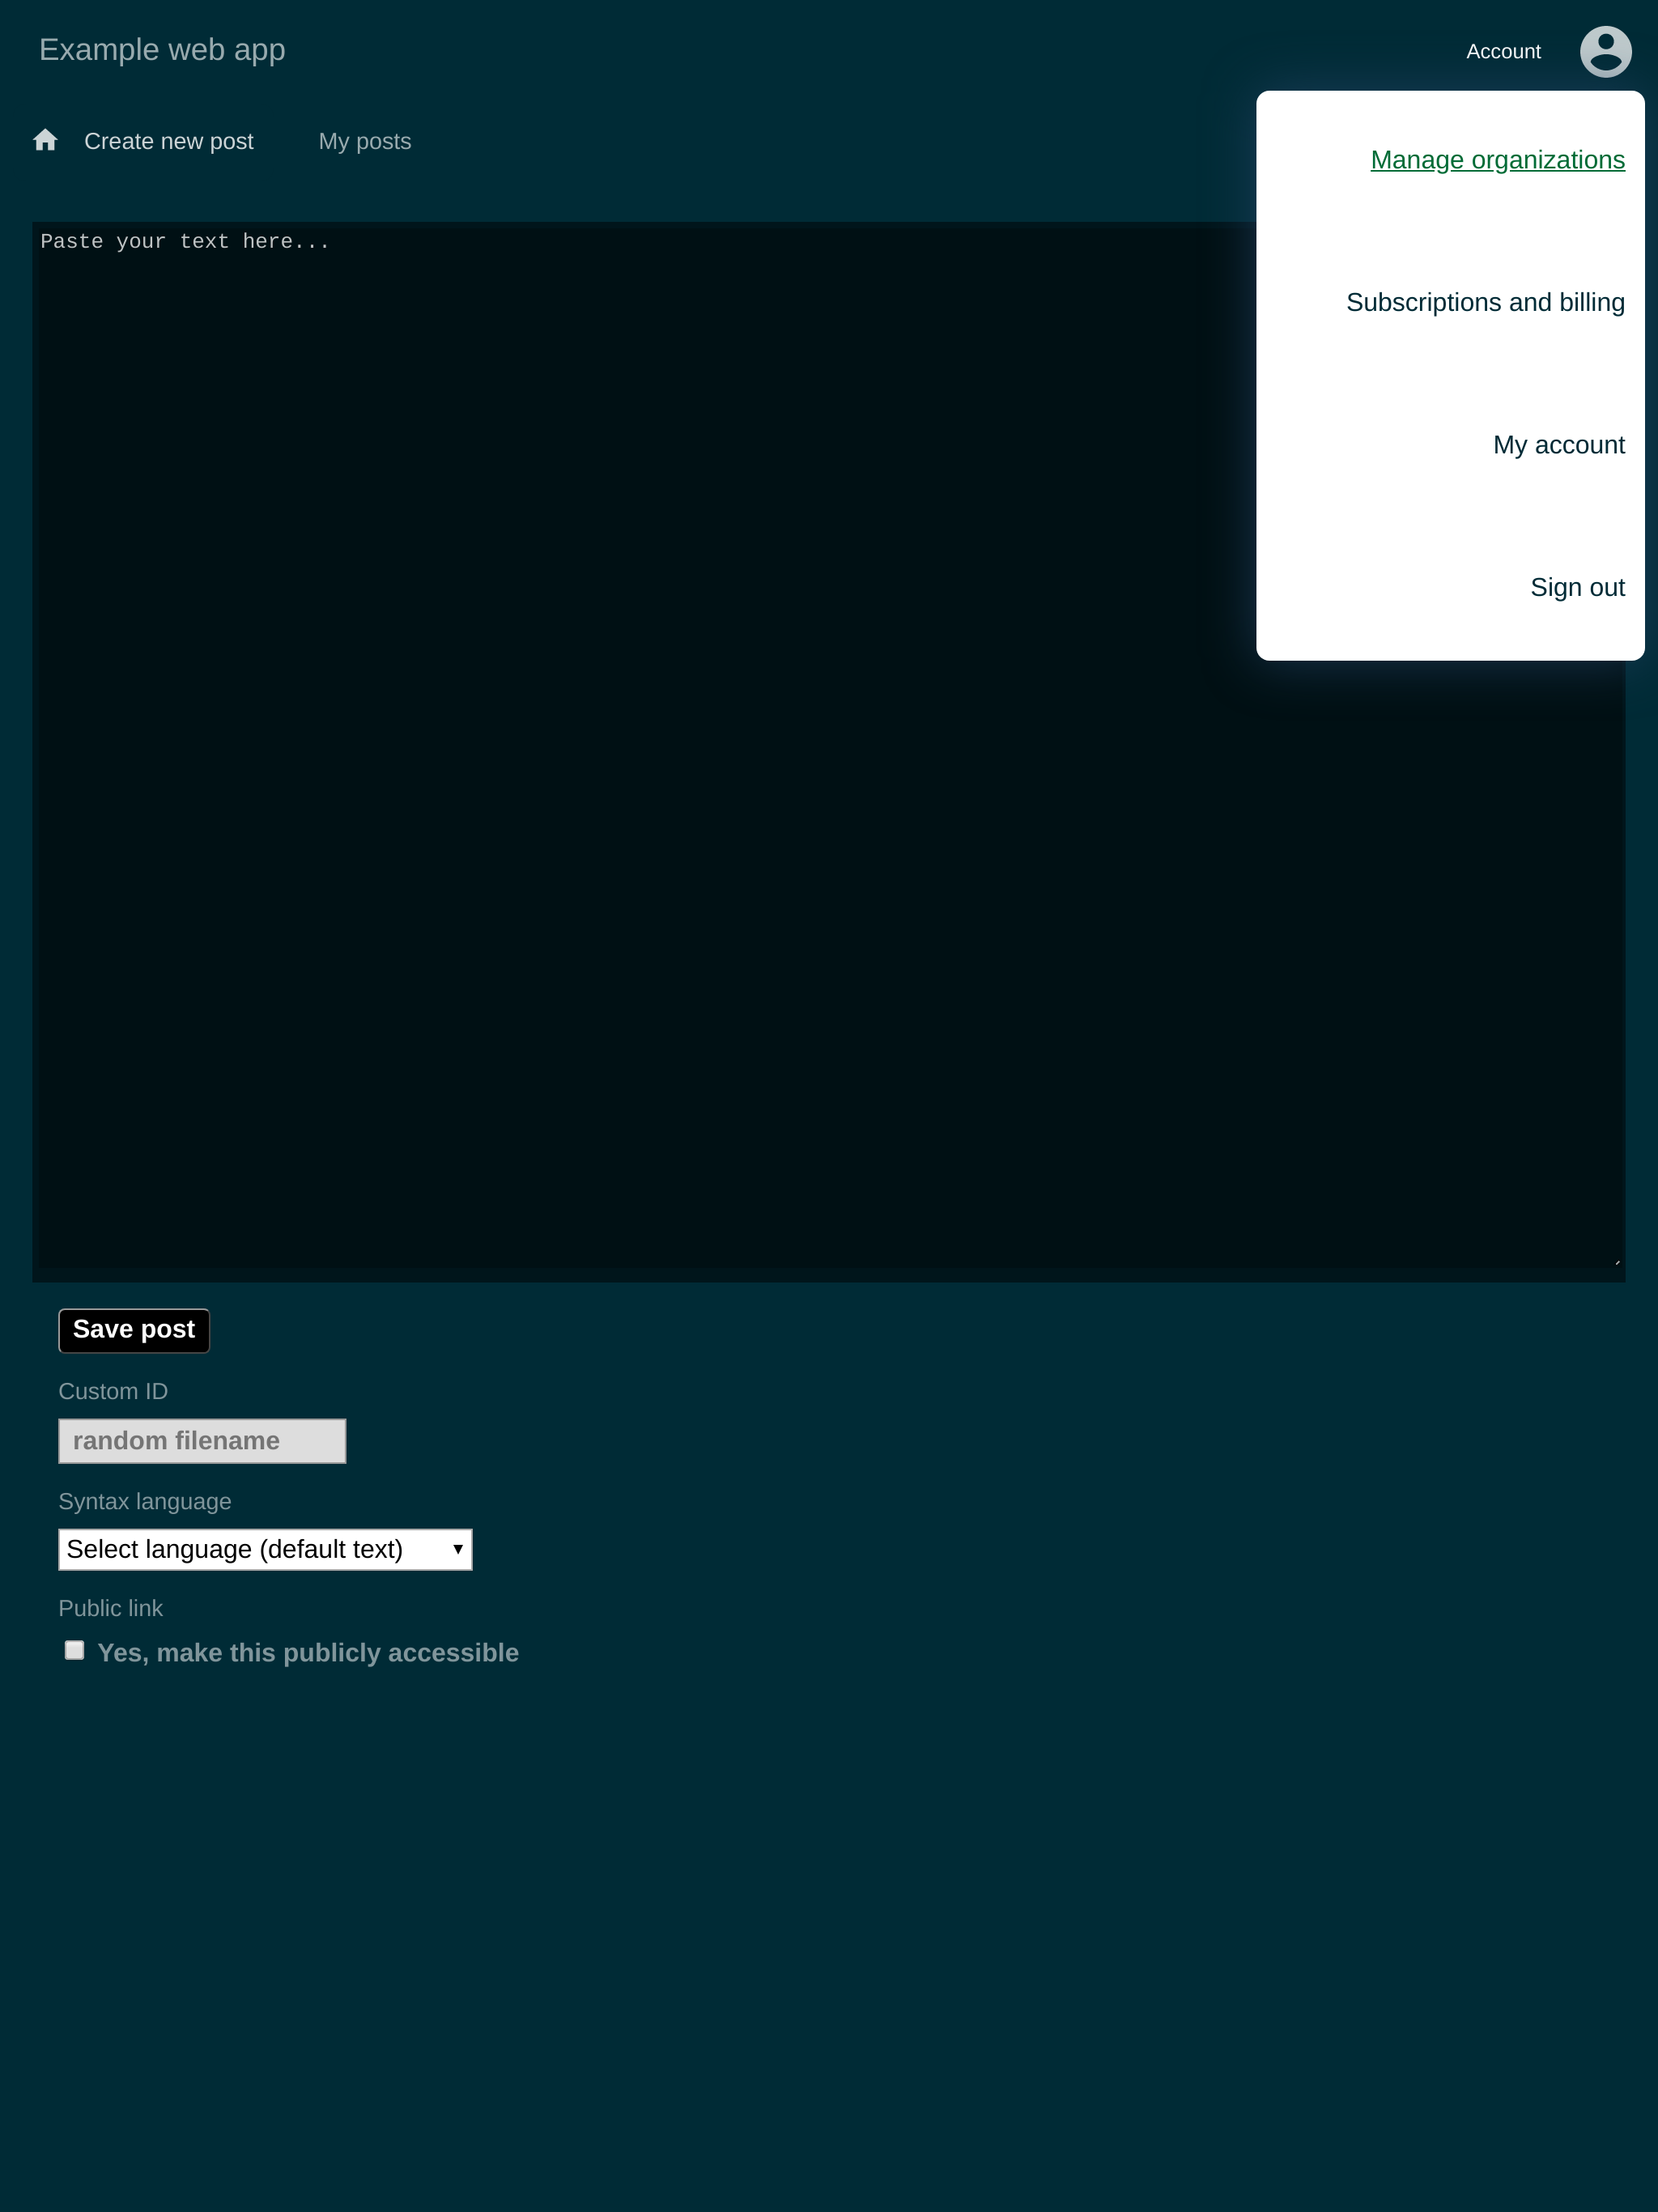 Example web app
Account
Create new post
My posts
Manage organizations
Subscriptions and billing
My account
Sign out
Paste your text here...
Save post
Custom ID
random filename
Syntax language
Select language (default text)
Public link
Yes, make this publicly accessible